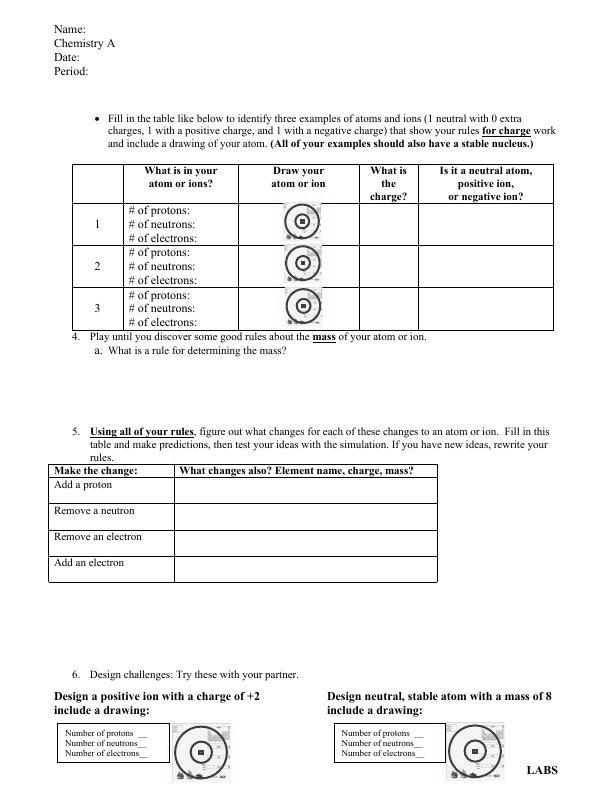 Name:
Chemistry A
Date:
Period:
• Fill in the table like below to identify three examples of atoms and ions (1 neutral with 0 extra
charges, 1 with a positive charge, and 1 with a negative charge) that show your rules for charge work
and include a drawing of your atom. (All of your examples should also have a stable nucleus.)
What is in your
atom or ions?
Draw your
atom or ion
What is
the
charge?
Is it a neutral atom,
positive ion,
or negative ion?
1
# of protons:
# of neutrons:
# of electrons:
2
# of protons:
# of neutrons:
# of electrons:
3
# of protons:
# of neutrons:
# of electrons:
4. Play until you discover some good rules about the mass of your atom or ion.
a. What is a rule for determining the mass?
5. Using all of your rules, figure out what changes for each of these changes to an atom or ion. Fill in this
table and make predictions, then test your ideas with the simulation. If you have new ideas, rewrite your
rules.
Make the change:
What changes also? Element name, charge, mass?
Add a proton
Remove a neutron
Remove an electron
Add an electron
6. Design challenges: Try these with your partner.
Design a positive ion with a charge of +2
include a drawing:
Number of protons __
Number of neutrons__
Number of electrons__
Design neutral, stable atom with a mass of 8
include a drawing:
Number of protons __
Number of neutrons__
Number of electrons__
LABS